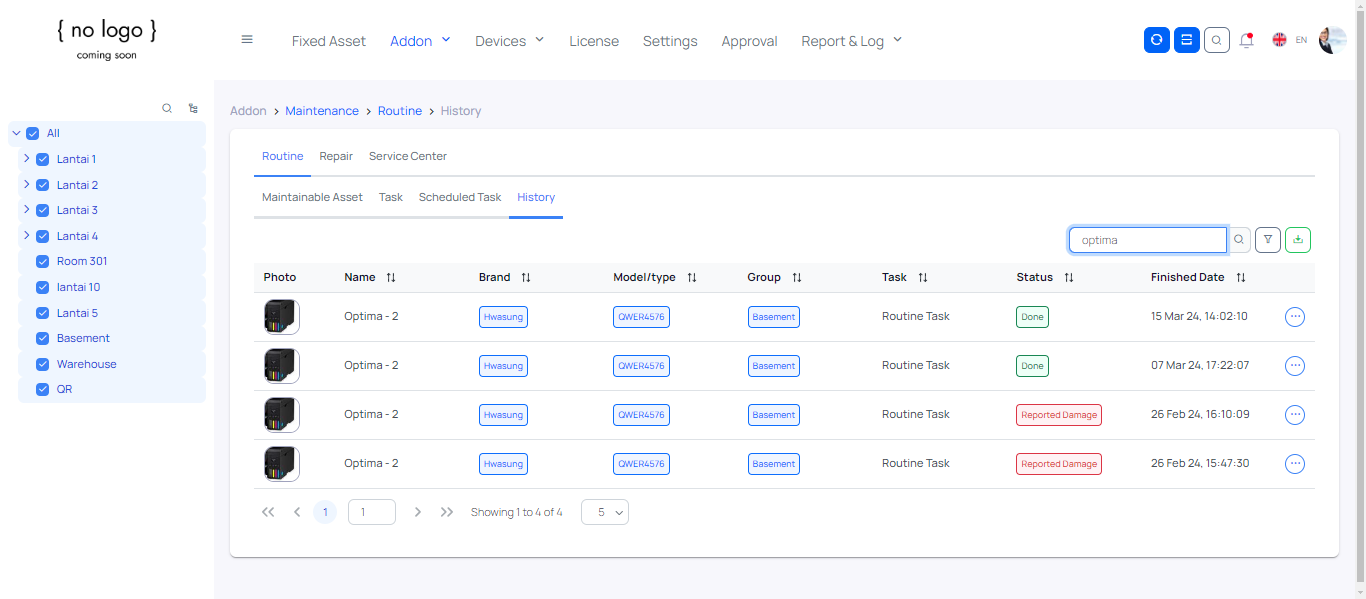 { no logo }
coming soon
Fixed Asset Addon Devices License Settings Approval Report & Log EN
All
Lantai 1
Lantai 2
Lantai 3
Lantai 4
Room 301
lantai 10
Lantai 5
Basement
Warehouse
QR
Addon > Maintenance > Routine > History
Routine Repair Service Center
Maintainable Asset Task Scheduled Task History
optima
Photo Name Brand Model/type Group Task Status Finished Date
Optima - 2 Hwasung QWER4576 Basement Routine Task Done 15 Mar 24, 14:02:10
Optima - 2 Hwasung QWER4576 Basement Routine Task Done 07 Mar 24, 17:22:07
Optima - 2 Hwasung QWER4576 Basement Routine Task Reported Damage 26 Feb 24, 16:10:09
Optima - 2 Hwasung QWER4576 Basement Routine Task Reported Damage 26 Feb 24, 15:47:30
1 1 Showing 1 to 4 of 4 5